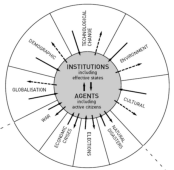 TECHNOLOGICAL
CHANGE
ENVIRONMENT
CULTURAL
NATURAL
DISASTERS
ELECTIONS
ECONOMIC
CRISES
WAR
GLOBALISATION
DEMOGRAPHIC
INSTITUTIONS
including
effective states
AGENTS
including
active citizens